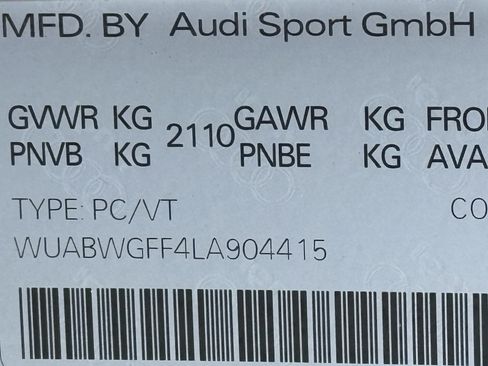 MFD. BY Audi Sport GmbH
GVWR KG 2110 GAWR KG FRO
PNVB KG PNBE KG AVA
TYPE: PC/VT CO
WUABWGFF4LA904415